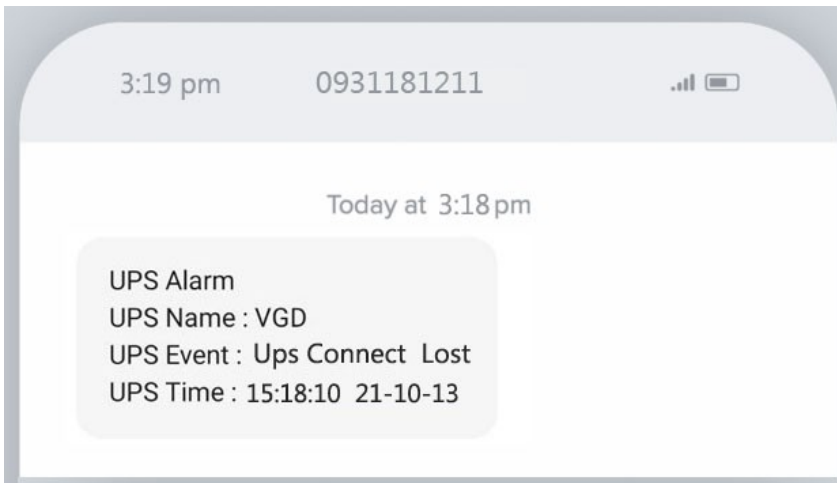 3:19 pm 0931181211
Today at 3:18 pm
UPS Alarm
UPS Name : VGD
UPS Event : Ups Connect Lost
UPS Time : 15:18:10 21-10-13